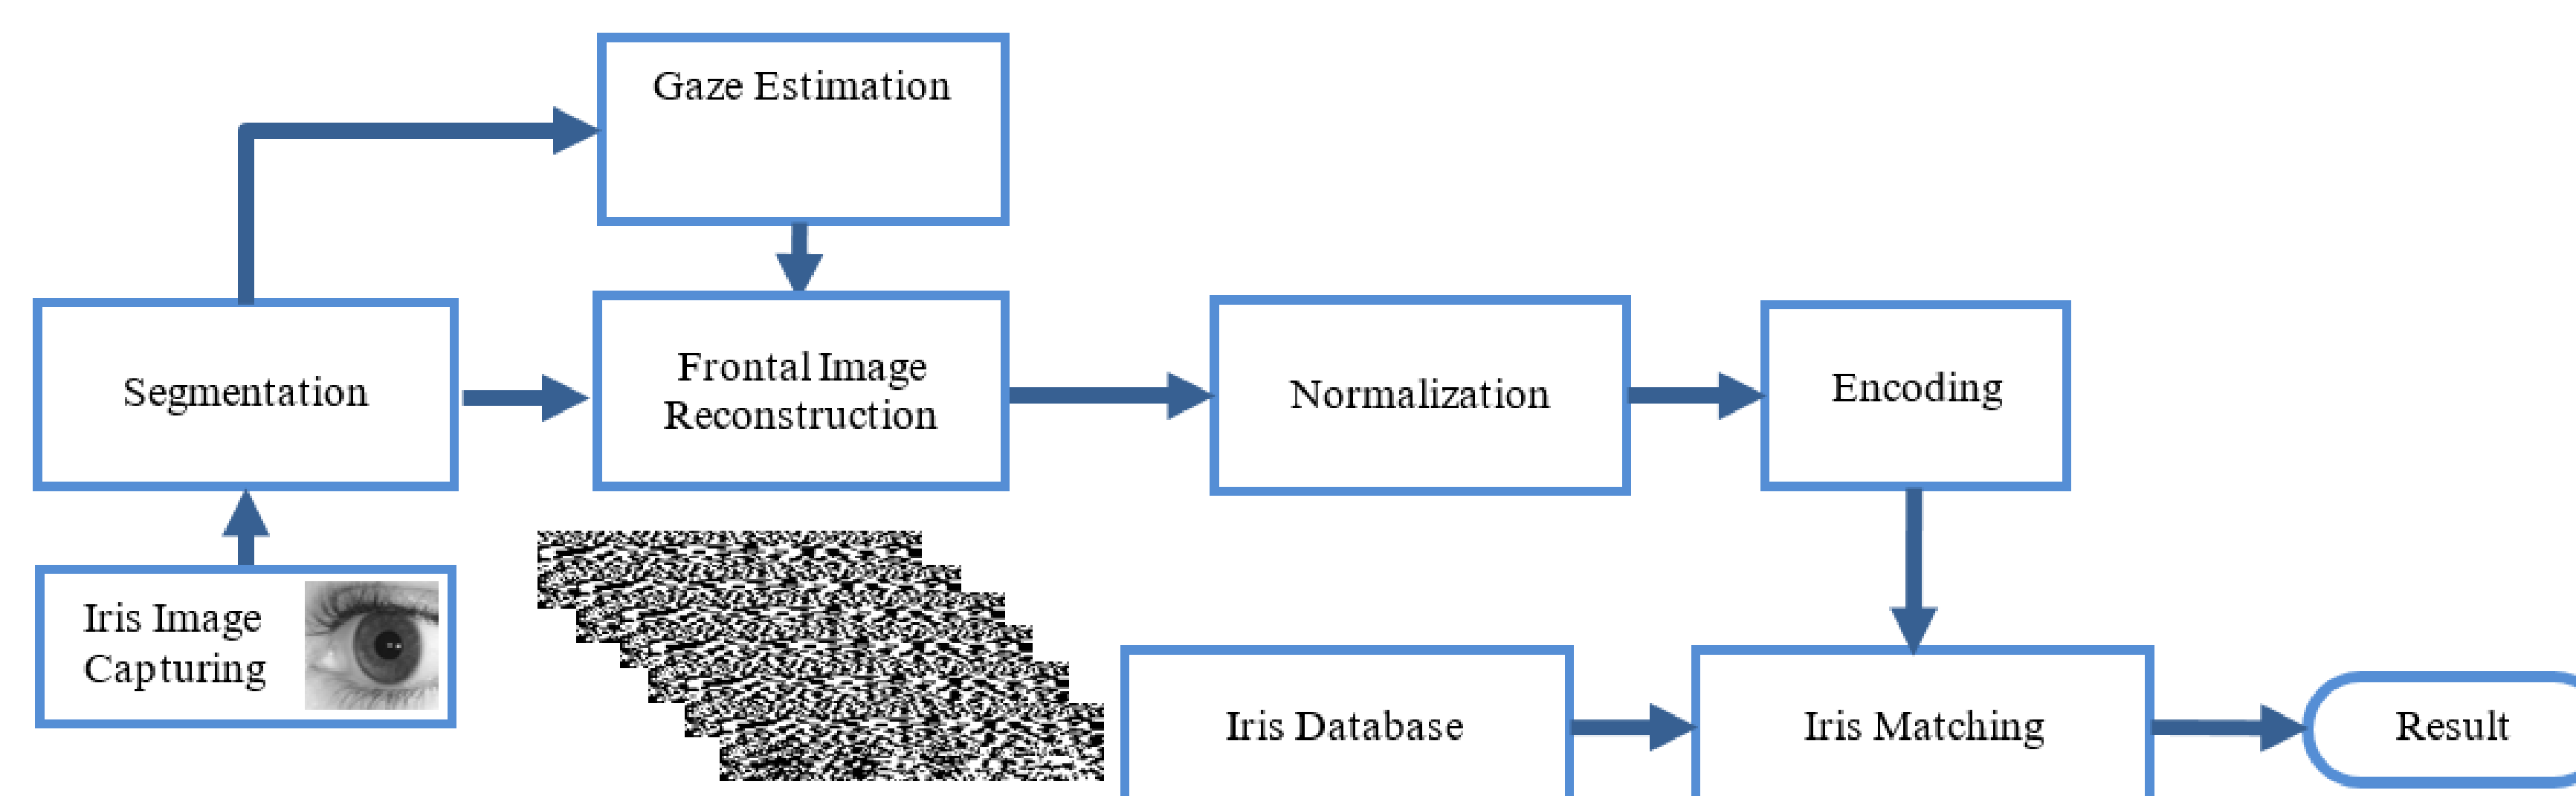 Gaze Estimation
Segmentation
Frontal Image
Reconstruction
Normalization
Encoding
Iris Image
Capturing
Iris Database
Iris Matching
Result